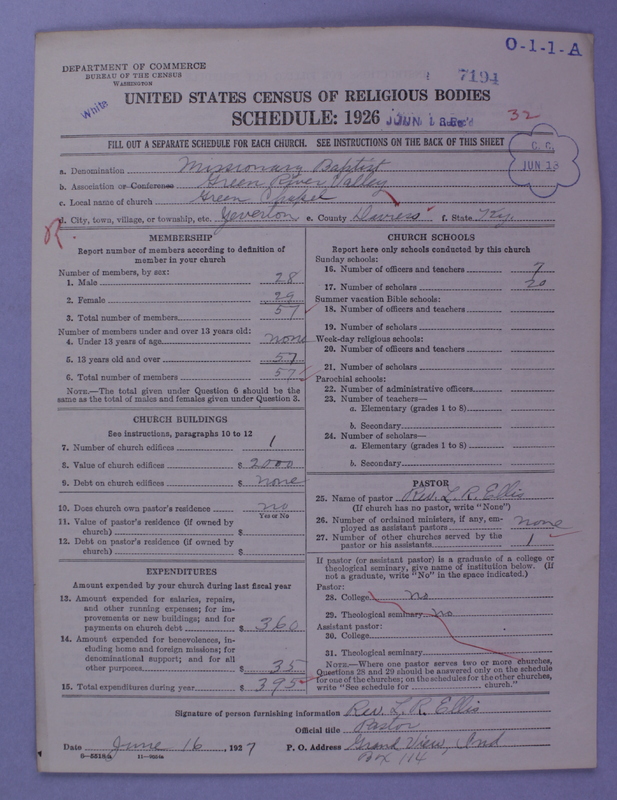 O-1-1-A
DEPARTMENT OF COMMERCE
BUREAU OF THE CENSUS
WASHINGTON
7194
White
UNITED STATES CENSUS OF RELIGIOUS BODIES
SCHEDULE: 1926
32
FILL OUT A SEPARATE SCHEDULE FOR EACH CHURCH. SEE INSTRUCTIONS ON THE BACK OF THIS SHEET
C. C.
JUN 13
a. Denomination Missionary Baptist
b. Association or Conference Green River Valley
c. Local name of church Green Chapel
d. City, town, village, or township, etc. Yeverton e. County Daviess f. State Ky.
MEMBERSHIP
Report number of members according to definition of member in your church
Number of members, by sex:
1. Male 28
2. Female 29
3. Total number of members 57
Number of members under and over 13 years old:
4. Under 13 years of age none
5. 13 years old and over 57
6. Total number of members 57
NOTE.—The total given under Question 6 should be the same as the total of males and females given under Question 3.
CHURCH BUILDINGS
See instructions, paragraphs 10 to 12
7. Number of church edifices 1
8. Value of church edifices $ 2000
9. Debt on church edifices $ none
10. Does church own pastor's residence no
Yes or No
11. Value of pastor's residence (if owned by church) $
12. Debt on pastor's residence (if owned by church) $
EXPENDITURES
Amount expended by church during last fiscal year
13. Amount expended for salaries, repairs, and other running expenses; for improvements or new buildings; and for payments on church debt $ 360
14. Amount expended for benevolences, including home and foreign missions; for denominational support; and for all other purposes $ 35
15. Total expenditures during year $ 395
CHURCH SCHOOLS
Report here only schools conducted by this church
Sunday schools:
16. Number of officers and teachers 7
17. Number of scholars 20
Summer vacation Bible schools:
18. Number of officers and teachers
19. Number of scholars
Week-day religious schools:
20. Number of officers and teachers
21. Number of scholars
Parochial schools:
22. Number of administrative officers
23. Number of teachers—
a. Elementary (grades 1 to 8)
b. Secondary
24. Number of scholars—
a. Elementary (grades 1 to 8)
b. Secondary
PASTOR
25. Name of pastor Rev. L. R. Ellis
(If church has no pastor, write "None")
26. Number of ordained ministers, if any, employed as assistant pastors none
27. Number of other churches served by the pastor or his assistants 1
If pastor (or assistant pastor) is a graduate of a college or theological seminary, give name of institution below. (If not a graduate, write "No" in the space indicated.)
Pastor:
28. College no
29. Theological seminary no
Assistant pastor:
30. College
31. Theological seminary
NOTE.—Where one pastor serves two or more churches, Questions 28 and 29 should be answered only on the schedule for one of the churches; on the schedules for the other churches, write "See schedule for church."
Signature of person furnishing information Rev. L. R. Ellis
Official title Pastor
Date June 16, 1927 P. O. Address Grand View, Ind
Box 114